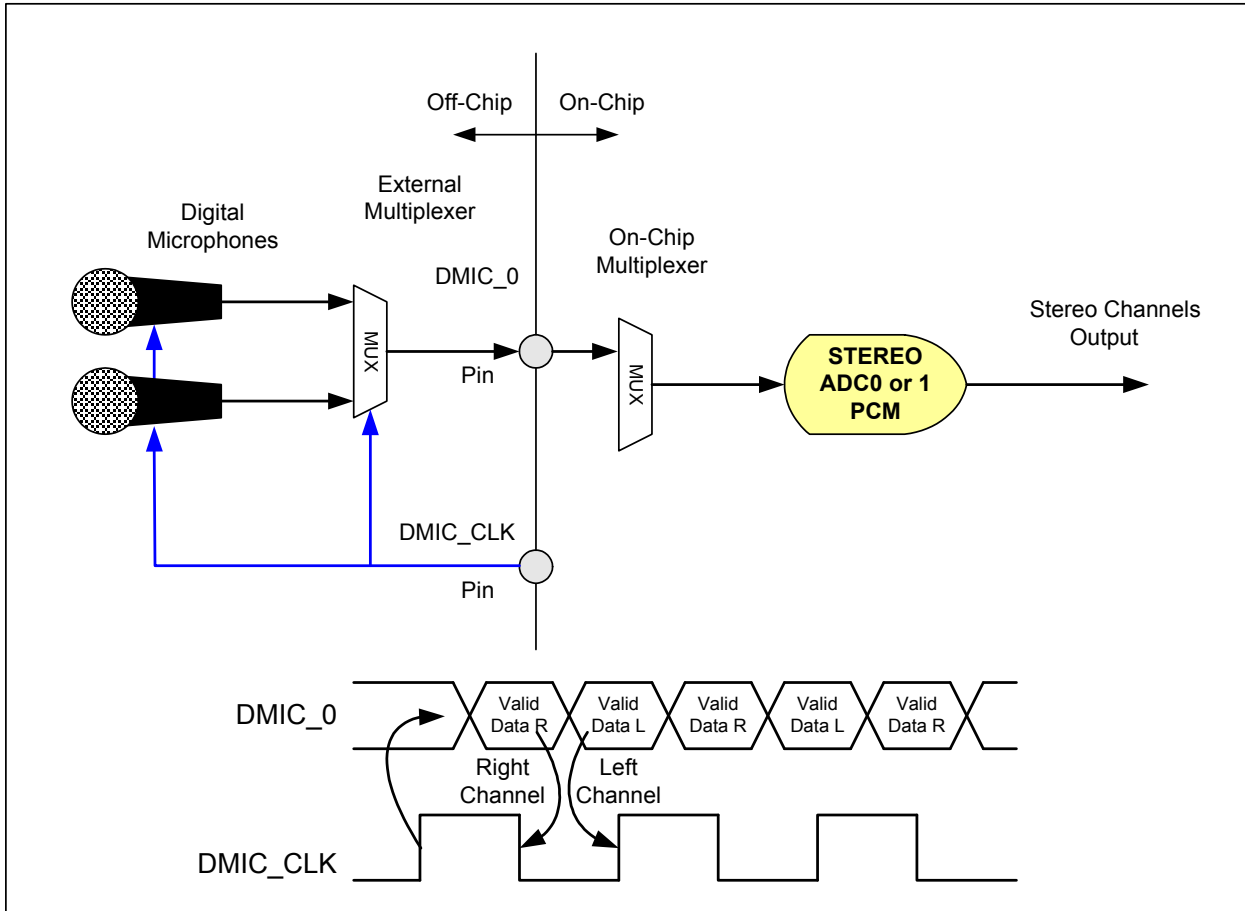 Off-Chip
On-Chip
External
Multiplexer
Digital
Microphones
On-Chip
Multiplexer
DMIC_0
Stereo Channels
Output
MUX
Pin
MUX
STEREO
ADC0 or 1
PCM
DMIC_CLK
Pin
DMIC_0
Valid
Data R
Valid
Data L
Valid
Data R
Valid
Data L
Valid
Data R
Right
Channel
Left
Channel
DMIC_CLK